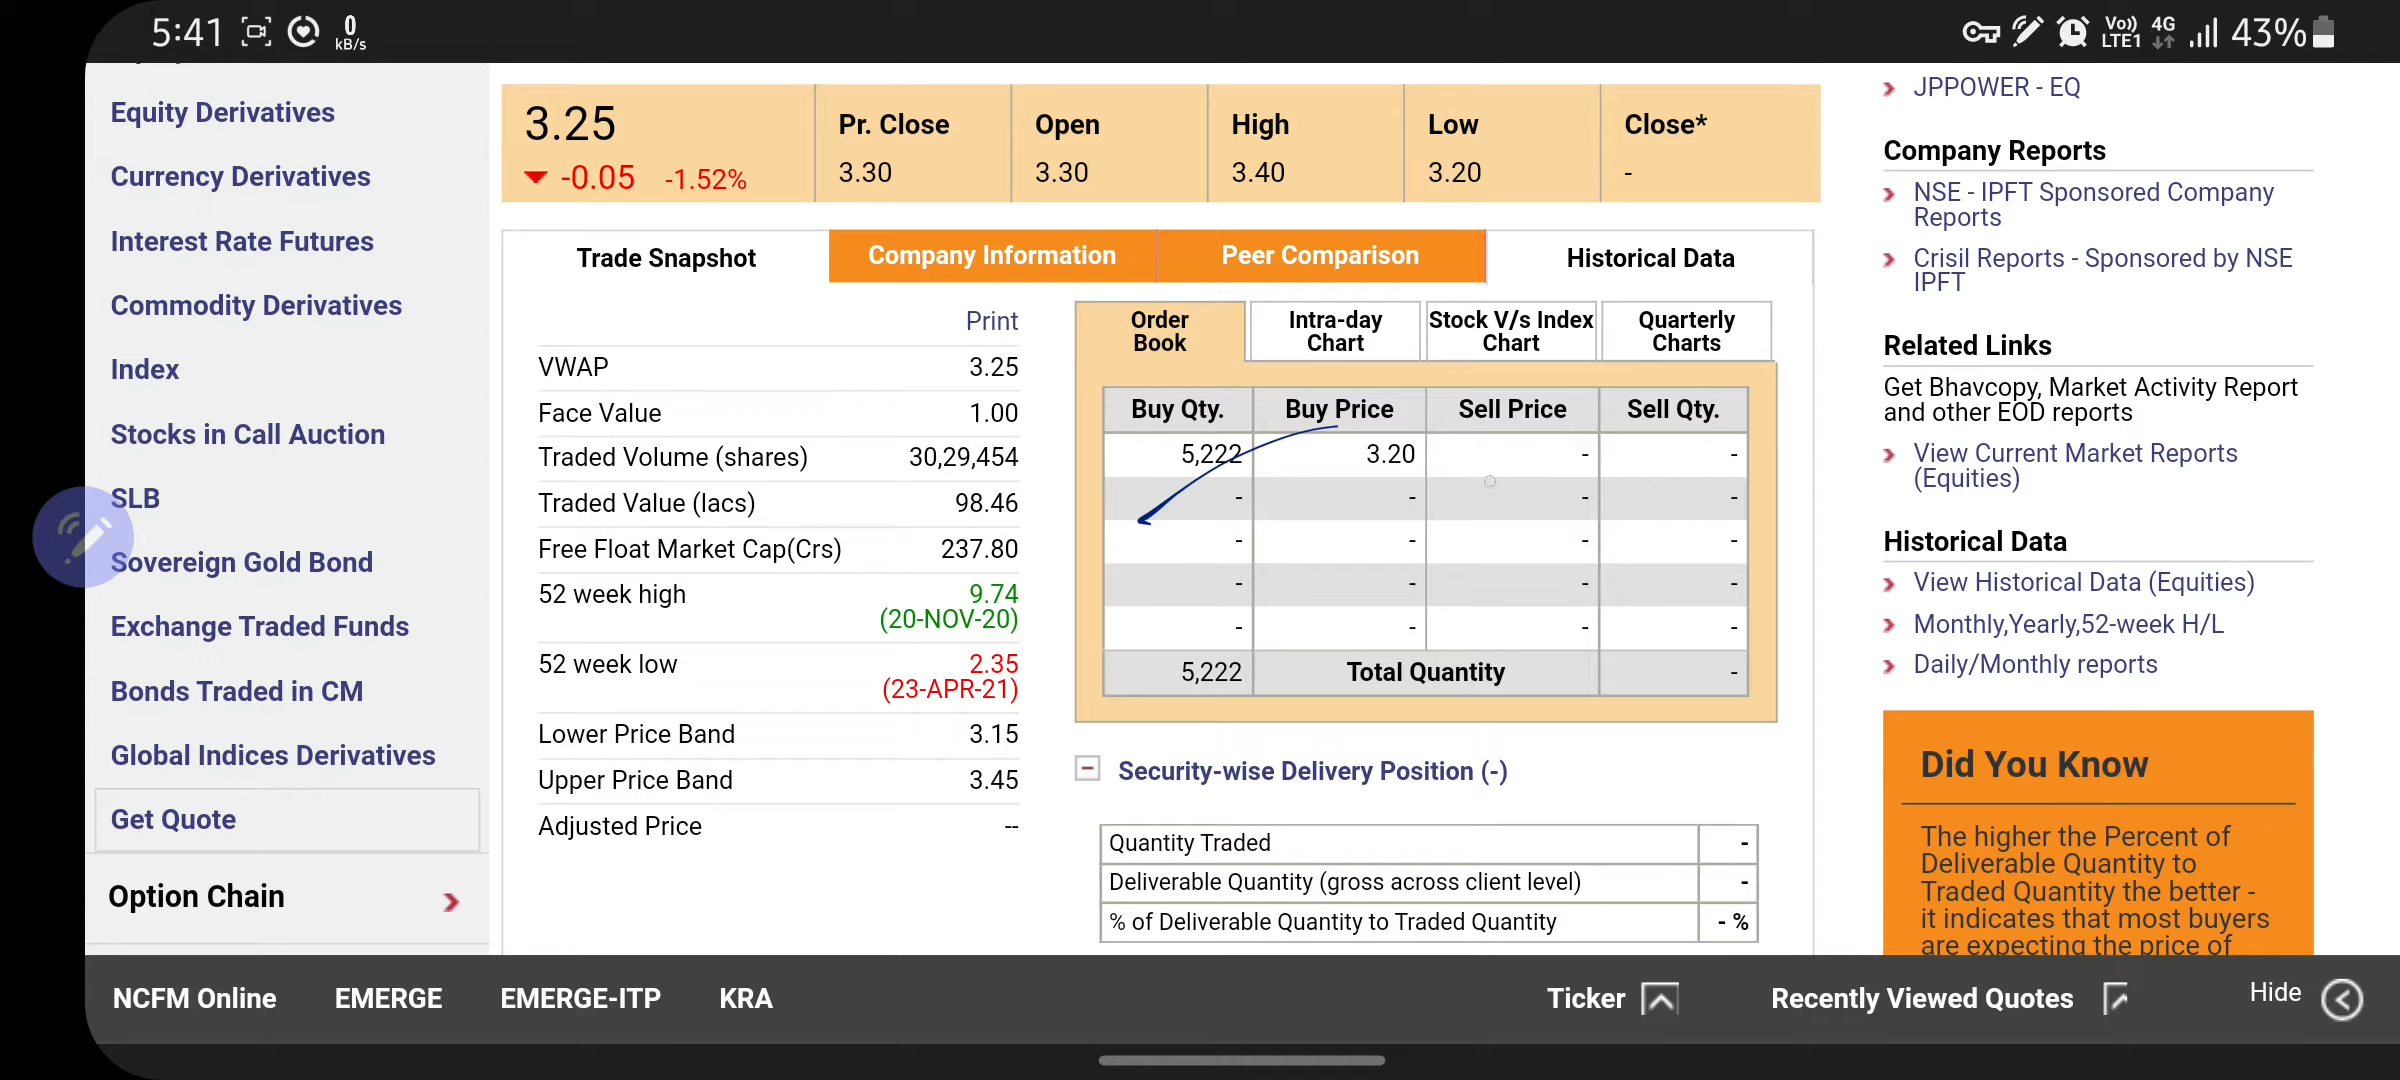 5:41 0 kB/s Vo)) LTE1 4G 43%
Equity Derivatives
Currency Derivatives
Interest Rate Futures
Commodity Derivatives
Index
Stocks in Call Auction
SLB
Sovereign Gold Bond
Exchange Traded Funds
Bonds Traded in CM
Global Indices Derivatives
Get Quote
Option Chain
3.25 Pr. Close Open High Low Close*
-0.05 -1.52% 3.30 3.30 3.40 3.20 -
Trade Snapshot Company Information Peer Comparison Historical Data
Print
VWAP 3.25
Face Value 1.00
Traded Volume (shares) 30,29,454
Traded Value (lacs) 98.46
Free Float Market Cap(Crs) 237.80
52 week high 9.74
(20-NOV-20)
52 week low 2.35
(23-APR-21)
Lower Price Band 3.15
Upper Price Band 3.45
Adjusted Price --
Order Book Intra-day Chart Stock V/s Index Chart Quarterly Charts
Buy Qty. Buy Price Sell Price Sell Qty.
5,222 3.20 - -
- - - -
- - - -
- - - -
- - - -
5,222 Total Quantity -
Security-wise Delivery Position (-)
Quantity Traded -
Deliverable Quantity (gross across client level) -
% of Deliverable Quantity to Traded Quantity - %
JPPOWER - EQ
Company Reports
NSE - IPFT Sponsored Company
Reports
Crisil Reports - Sponsored by NSE
IPFT
Related Links
Get Bhavcopy, Market Activity Report
and other EOD reports
View Current Market Reports
(Equities)
Historical Data
View Historical Data (Equities)
Monthly,Yearly,52-week H/L
Daily/Monthly reports
Did You Know
The higher the Percent of
Deliverable Quantity to
Traded Quantity the better -
it indicates that most buyers
are expecting the price of
NCFM Online EMERGE EMERGE-ITP KRA Ticker Recently Viewed Quotes Hide